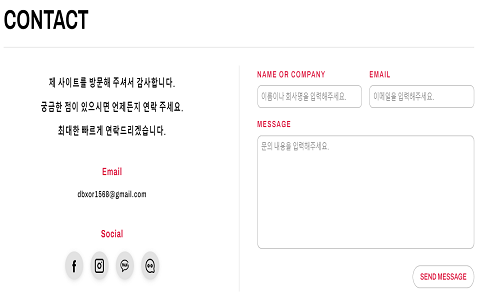 CONTACT
제 사이트를 방문해 주셔서 감사합니다.
궁금한 점이 있으시면 언제든지 연락 주세요.
최대한 빠르게 연락드리겠습니다.
Email
dbxor1568@gmail.com
Social
NAME OR COMPANY
이름이나 회사명을 입력해주세요.
EMAIL
이메일을 입력해주세요.
MESSAGE
문의 내용을 입력해주세요.
SEND MESSAGE